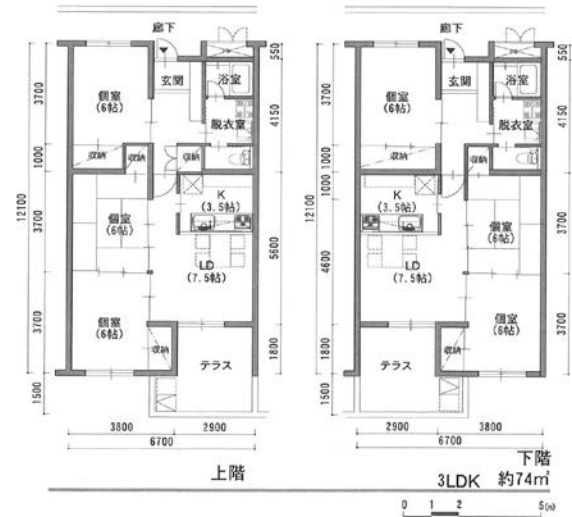 廊下
玄関
浴室
個室
(6帖)
脱衣室
収納
収納
収納
K
(3.5帖)
個室
(6帖)
LD
(7.5帖)
個室
(6帖)
収納
テラス
3700
1000
3700
3700
12100
1500
550
4150
5600
1800
3800
2900
6700
上階
廊下
玄関
浴室
個室
(6帖)
脱衣室
収納
収納
K
(3.5帖)
個室
(6帖)
LD
(7.5帖)
個室
(6帖)
収納
テラス
3700
1000
1000
4600
1800
12100
1500
550
4150
3700
3700
2900
3800
6700
下階
3LDK 約74㎡
0 1 2 5(m)